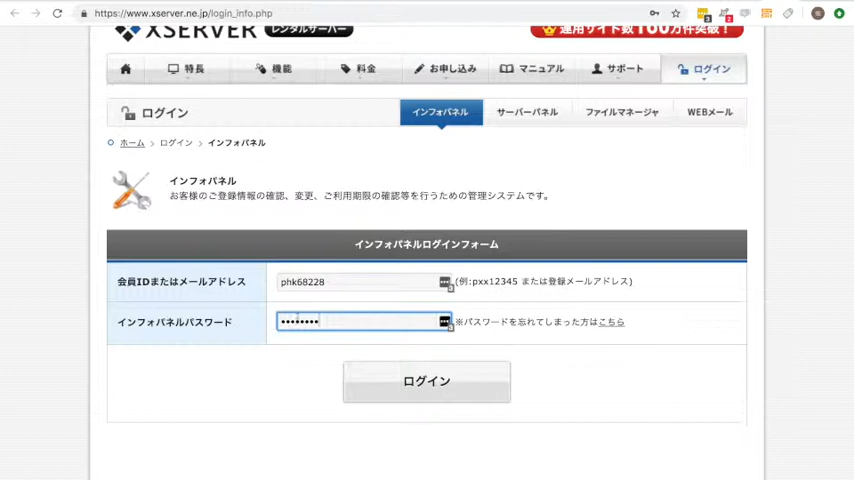 https://www.xserver.ne.jp/login_info.php
XSERVER レンタルサーバー
運用サイト数160万件突破!
特長 機能 料金 お申し込み マニュアル サポート ログイン
ログイン インフォパネル サーバーパネル ファイルマネージャ WEBメール
ホーム > ログイン > インフォパネル
インフォパネル
お客様のご登録情報の確認、変更、ご利用期限の確認等を行うための管理システムです。
インフォパネルログインフォーム
会員IDまたはメールアドレス phk68228 (例:pxx12345 または登録メールアドレス)
インフォパネルパスワード •••••••• ※パスワードを忘れてしまった方はこちら
ログイン